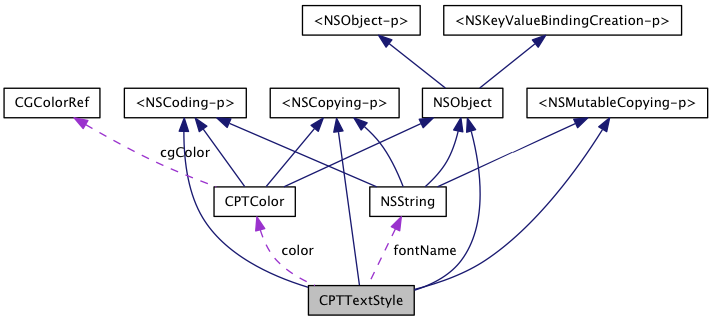 <NSObject-p>
<NSKeyValueBindingCreation-p>
CGColorRef
<NSCoding-p>
<NSCopying-p>
NSObject
<NSMutableCopying-p>
cgColor
CPTColor
NSString
color
fontName
CPTTextStyle